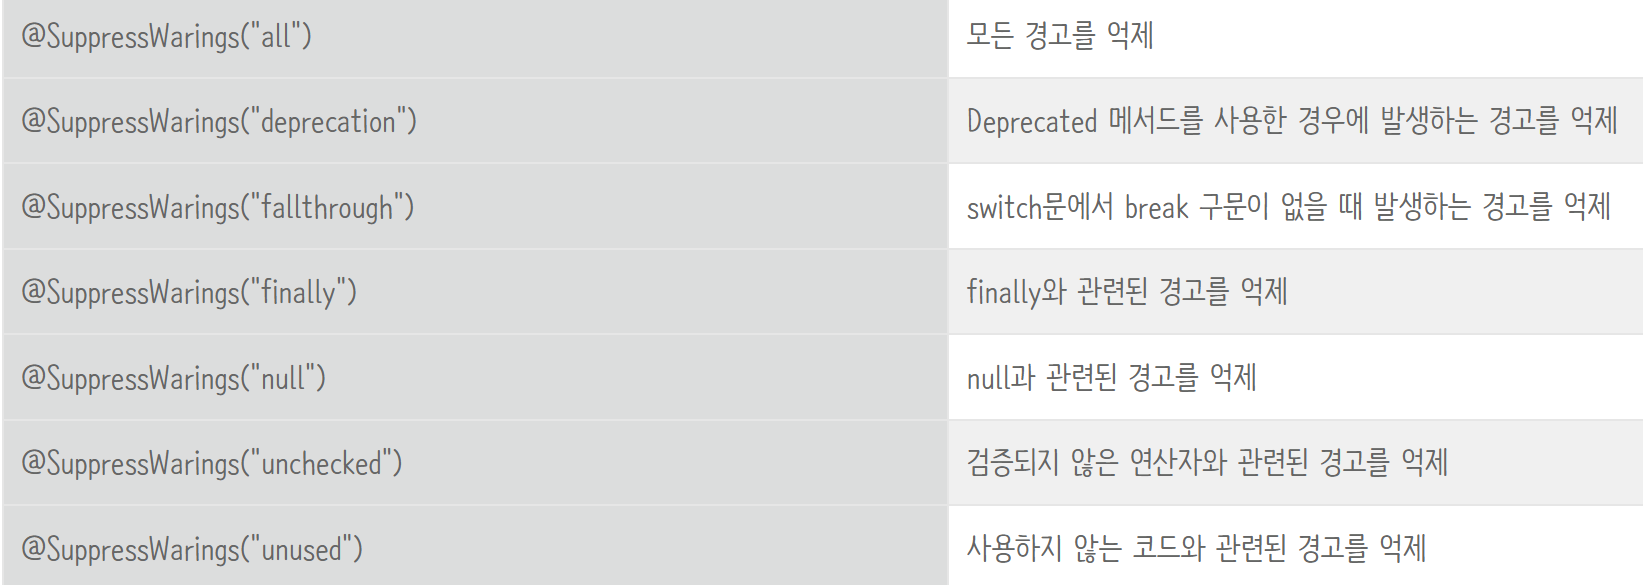 @SuppressWarings("all") 모든 경고를 억제
@SuppressWarings("deprecation") Deprecated 메서드를 사용한 경우에 발생하는 경고를 억제
@SuppressWarings("fallthrough") switch문에서 break 구문이 없을 때 발생하는 경고를 억제
@SuppressWarings("finally") finally와 관련된 경고를 억제
@SuppressWarings("null") null과 관련된 경고를 억제
@SuppressWarings("unchecked") 검증되지 않은 연산자와 관련된 경고를 억제
@SuppressWarings("unused") 사용하지 않는 코드와 관련된 경고를 억제